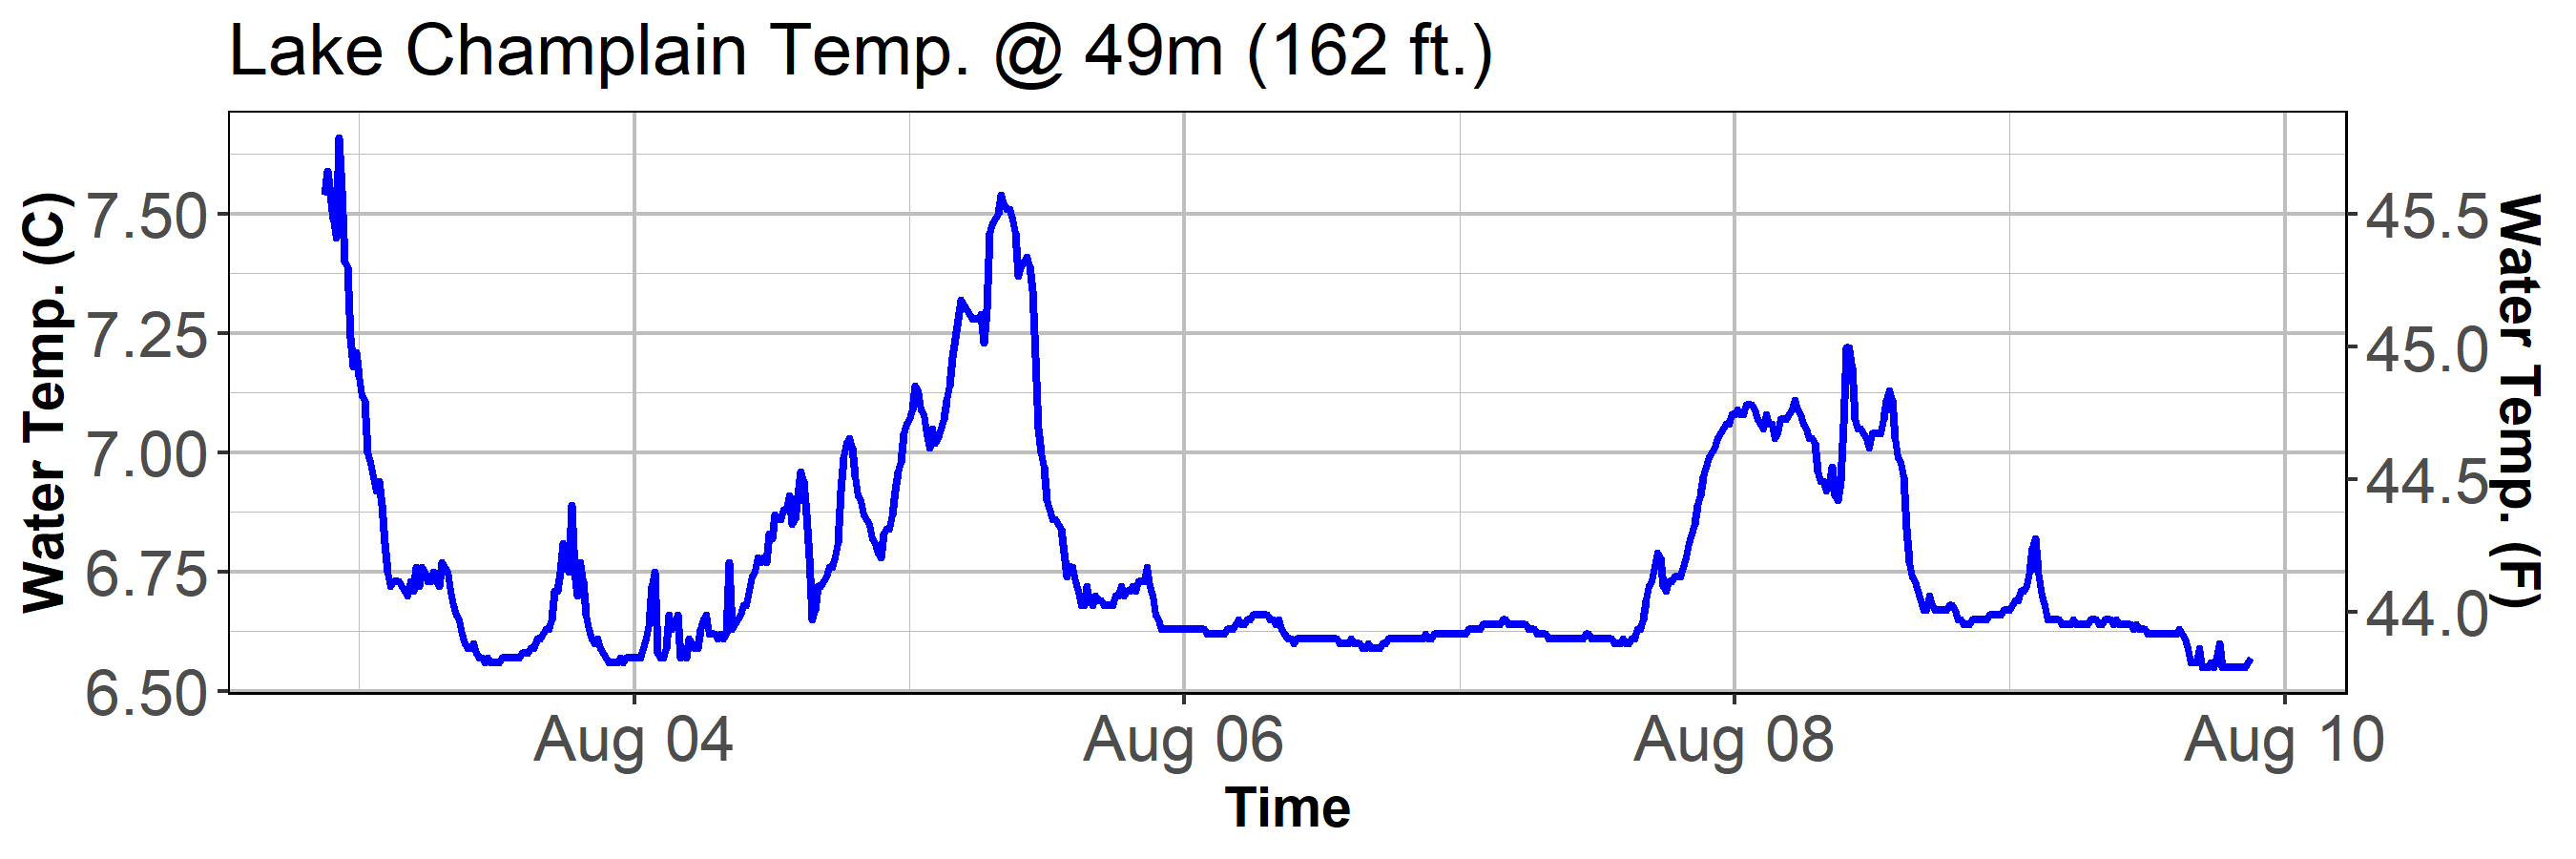 Lake Champlain Temp. @ 49m (162 ft.)
Water Temp. (C)
7.50
7.25
7.00
6.75
6.50
45.5
45.0
44.5
44.0
Water Temp. (F)
Aug 04 Aug 06 Aug 08 Aug 10
Time